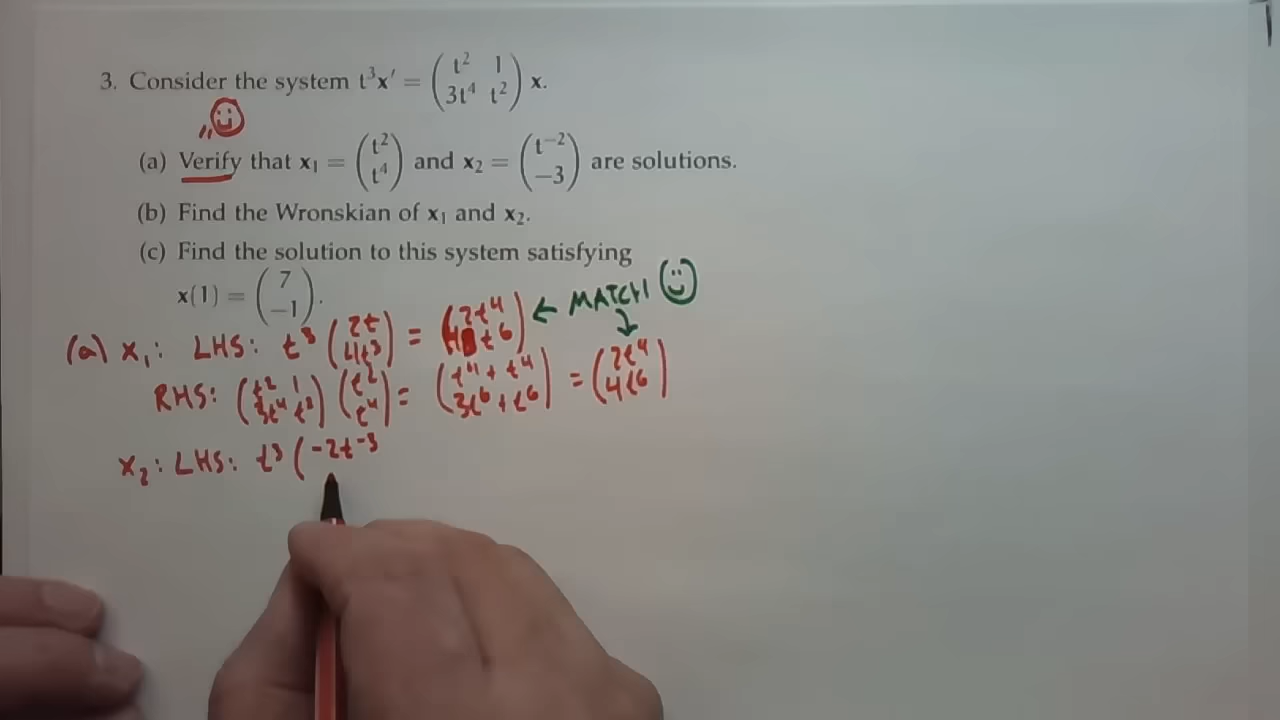 3. Consider the system t³x′ = (t² 1
3t⁴ t²) x.
(a) Verify that x₁ = (t²
t⁴) and x₂ = (t⁻²
−3) are solutions.
(b) Find the Wronskian of x₁ and x₂.
(c) Find the solution to this system satisfying
x(1) = (7
−1).
← MATCH!
(a) x₁: LHS: t³ (2t
4t³) = (2t⁴
4t⁶)
RHS: (t² 1
3t⁴ t²) (t²
t⁴) = (t⁴ + t⁴
3t⁶ + t⁶) = (2t⁴
4t⁶)
x₂: LHS: t³ (-2t⁻³